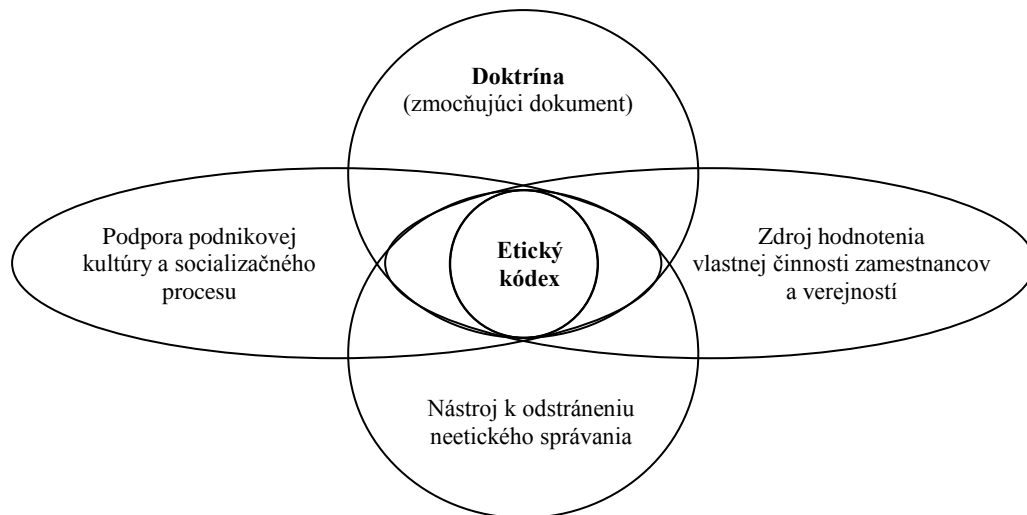 Doktrína
(zmocňujúci dokument)
Podpora podnikovej
kultúry a socializačného
procesu
Etický
kódex
Zdroj hodnotenia
vlastnej činnosti zamestnancov
a verejností
Nástroj k odstráneniu
neetického správania